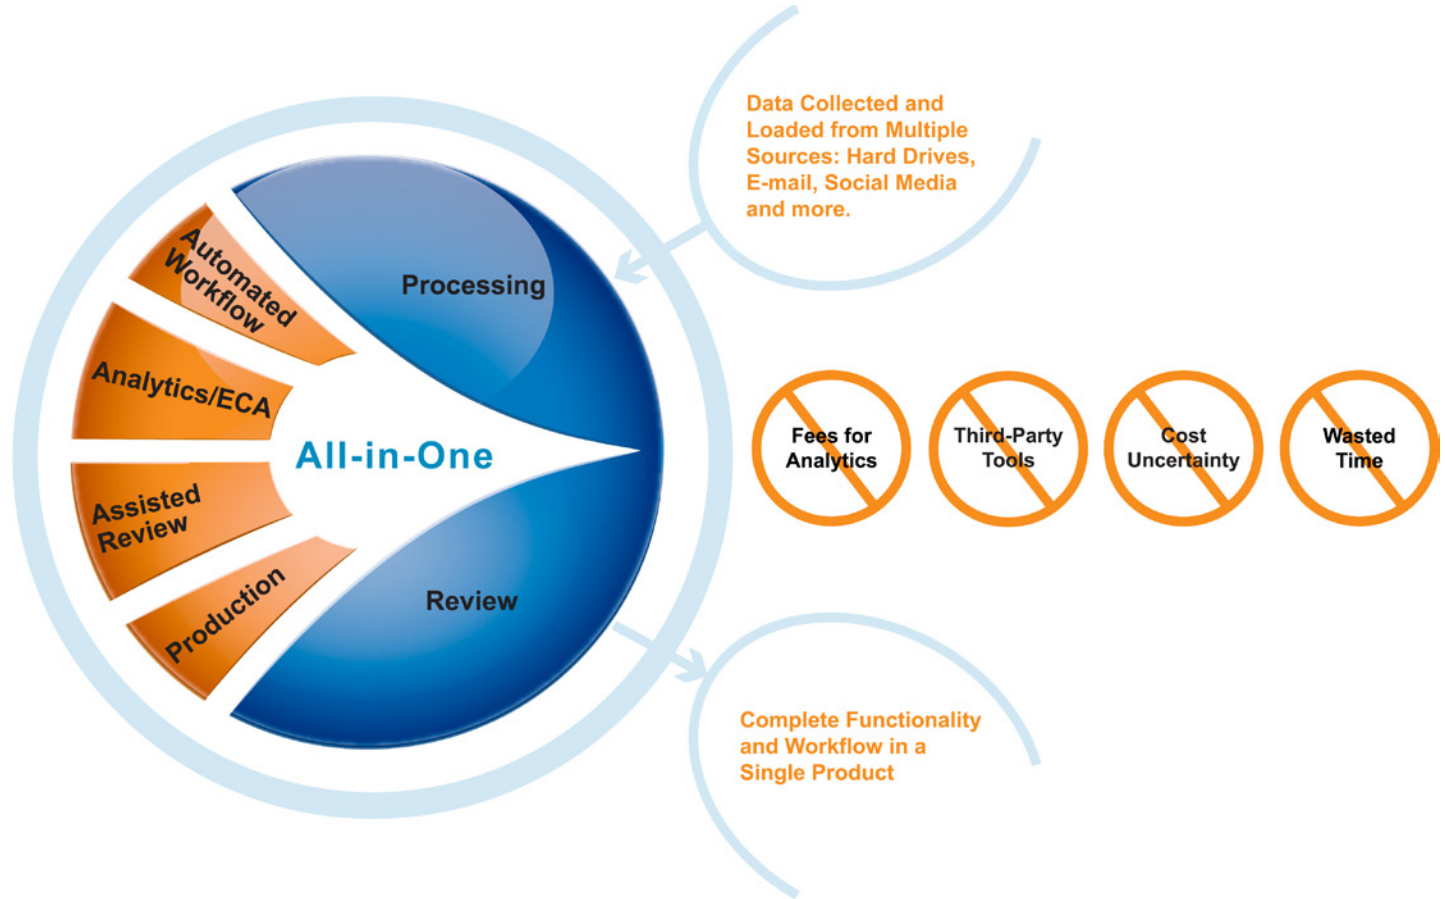 Data Collected and
Loaded from Multiple
Sources: Hard Drives,
E-mail, Social Media
and more.
Automated
Workflow
Processing
Analytics/ECA
All-in-One
Assisted
Review
Production
Review
Fees for
Analytics
Third-Party
Tools
Cost
Uncertainty
Wasted
Time
Complete Functionality
and Workflow in a
Single Product